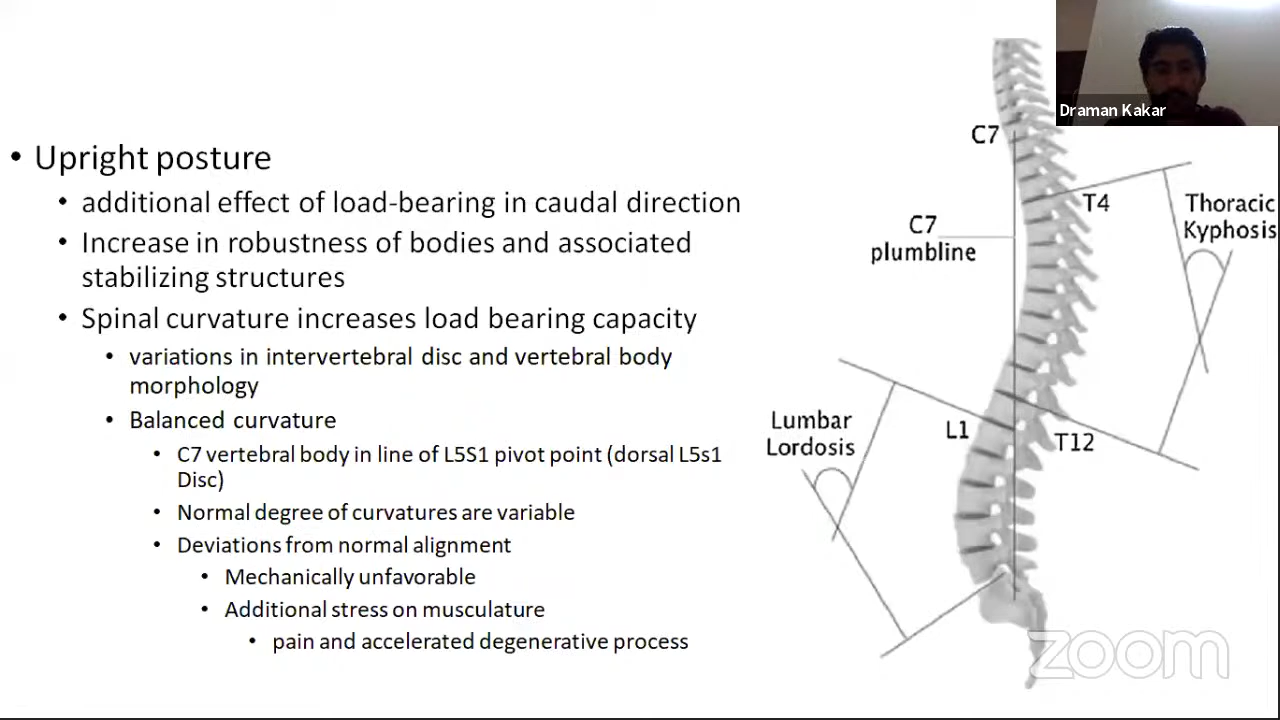 • Upright posture
• additional effect of load-bearing in caudal direction
• Increase in robustness of bodies and associated
stabilizing structures
• Spinal curvature increases load bearing capacity
• variations in intervertebral disc and vertebral body
morphology
• Balanced curvature
• C7 vertebral body in line of L5S1 pivot point (dorsal L5s1
Disc)
• Normal degree of curvatures are variable
• Deviations from normal alignment
• Mechanically unfavorable
• Additional stress on musculature
• pain and accelerated degenerative process
C7
C7
plumbline
T4
Thoracic
Kyphosis
Lumbar
Lordosis
L1
T12
Draman Kakar
zoom